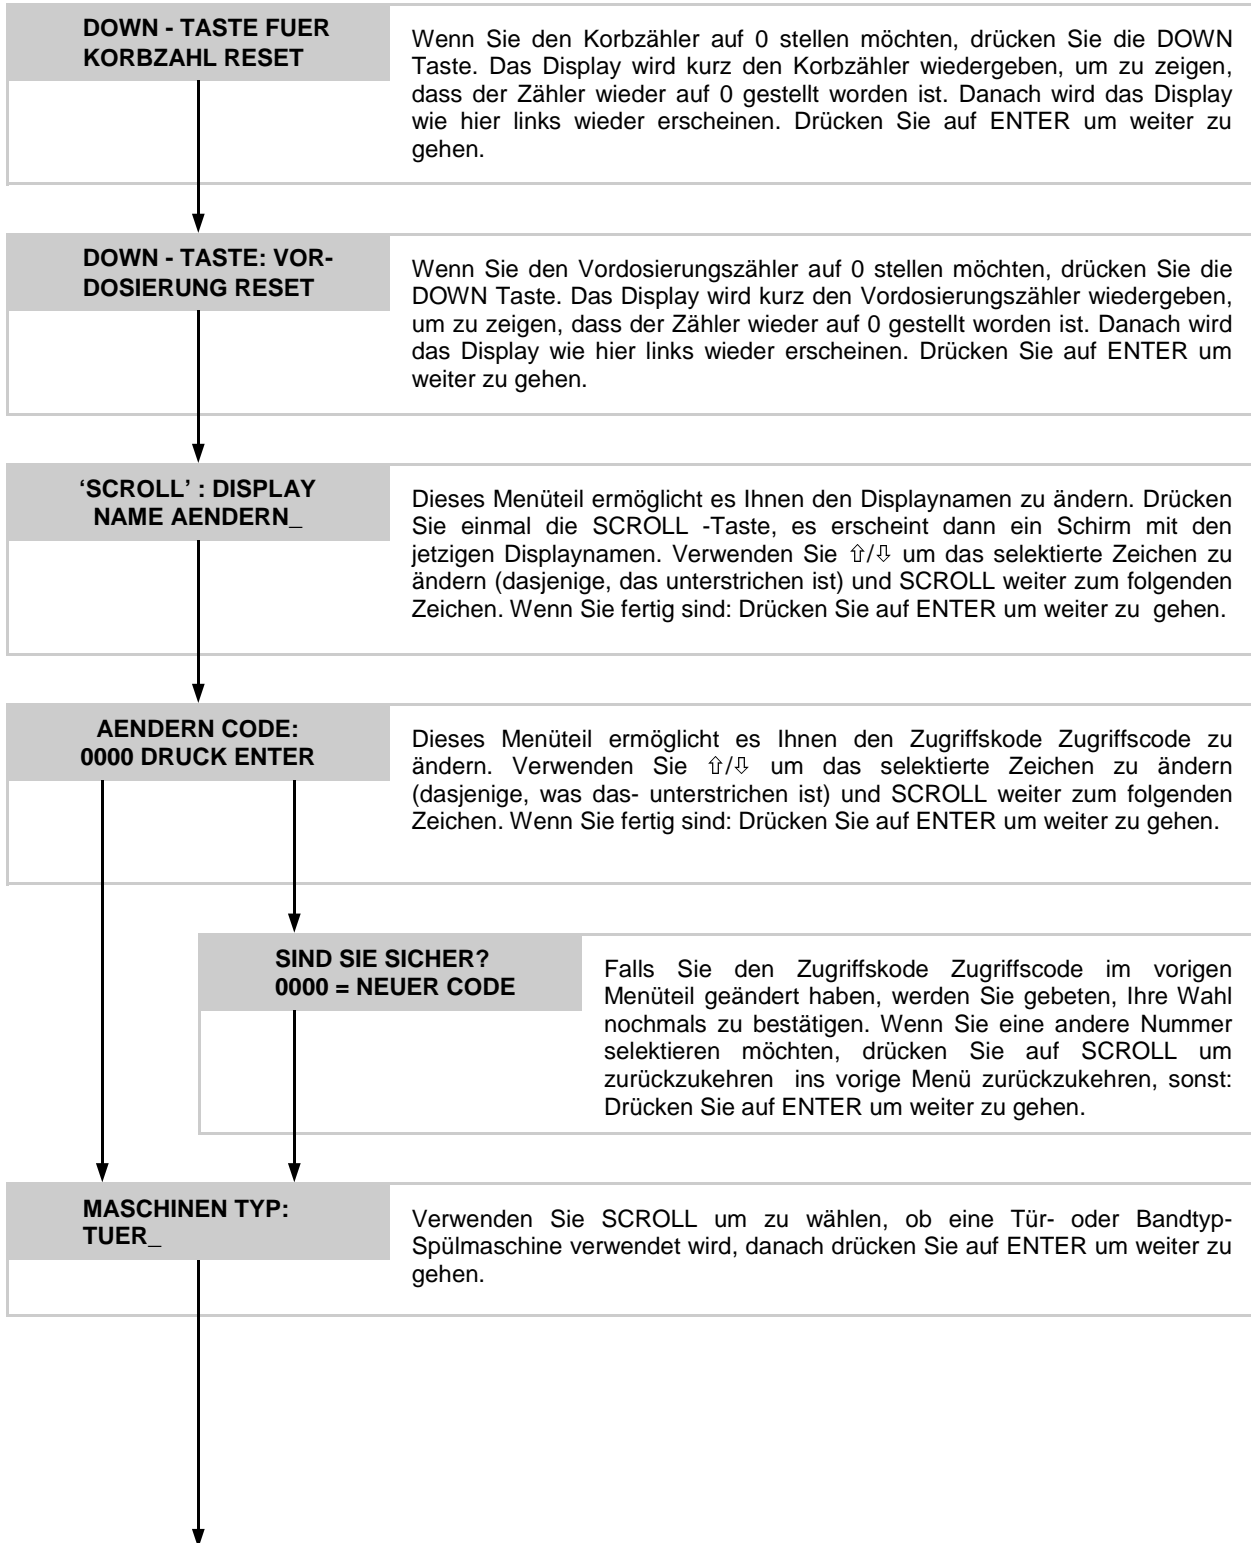 DOWN - TASTE FUER
KORBZAHL RESET
Wenn Sie den Korbzähler auf 0 stellen möchten, drücken Sie die DOWN
Taste. Das Display wird kurz den Korbzähler wiedergeben, um zu zeigen,
dass der Zähler wieder auf 0 gestellt worden ist. Danach wird das Display
wie hier links wieder erscheinen. Drücken Sie auf ENTER um weiter zu
gehen.
DOWN - TASTE: VOR-
DOSIERUNG RESET
Wenn Sie den Vordosierungszähler auf 0 stellen möchten, drücken Sie die
DOWN Taste. Das Display wird kurz den Vordosierungszähler wiedergeben,
um zu zeigen, dass der Zähler wieder auf 0 gestellt worden ist. Danach wird
das Display wie hier links wieder erscheinen. Drücken Sie auf ENTER um
weiter zu gehen.
‘SCROLL’ : DISPLAY
NAME AENDERN_
Dieses Menüteil ermöglicht es Ihnen den Displaynamen zu ändern. Drücken
Sie einmal die SCROLL -Taste, es erscheint dann ein Schirm mit den
jetzigen Displaynamen. Verwenden Sie ⇧/⇩ um das selektierte Zeichen zu
ändern (dasjenige, das unterstrichen ist) und SCROLL weiter zum folgenden
Zeichen. Wenn Sie fertig sind: Drücken Sie auf ENTER um weiter zu gehen.
AENDERN CODE:
0000 DRUCK ENTER
Dieses Menüteil ermöglicht es Ihnen den Zugriffskode Zugriffscode zu
ändern. Verwenden Sie ⇧/⇩ um das selektierte Zeichen zu ändern
(dasjenige, was das- unterstrichen ist) und SCROLL weiter zum folgenden
Zeichen. Wenn Sie fertig sind: Drücken Sie auf ENTER um weiter zu gehen.
SIND SIE SICHER?
0000 = NEUER CODE
Falls Sie den Zugriffskode Zugriffscode im vorigen
Menüteil geändert haben, werden Sie gebeten, Ihre Wahl
nochmals zu bestätigen. Wenn Sie eine andere Nummer
selektieren möchten, drücken Sie auf SCROLL um
zurückzukehren ins vorige Menü zurückzukehren, sonst:
Drücken Sie auf ENTER um weiter zu gehen.
MASCHINEN TYP:
TUER_
Verwenden Sie SCROLL um zu wählen, ob eine Tür- oder Bandtyp-
Spülmaschine verwendet wird, danach drücken Sie auf ENTER um weiter zu
gehen.